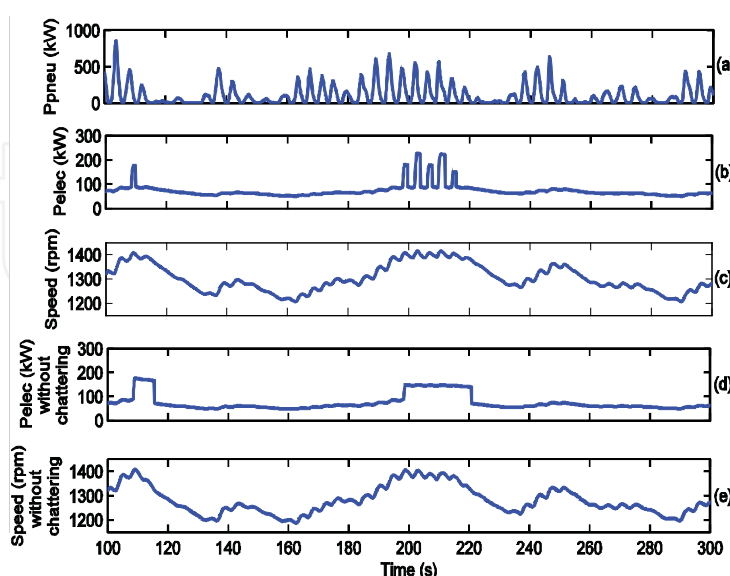 Ppneu (kW)
1000
500
0
(a
Pelec (kW)
300
200
100
0
(b)
Speed (rpm)
1400
1300
1200
(c)
Pelec (kW)
without
chattering
300
200
100
0
(d)
Speed (rpm)
without
chattering
1400
1300
1200
(e)
100 120 140 160 180 200 220 240 260 280 300
Time (s)